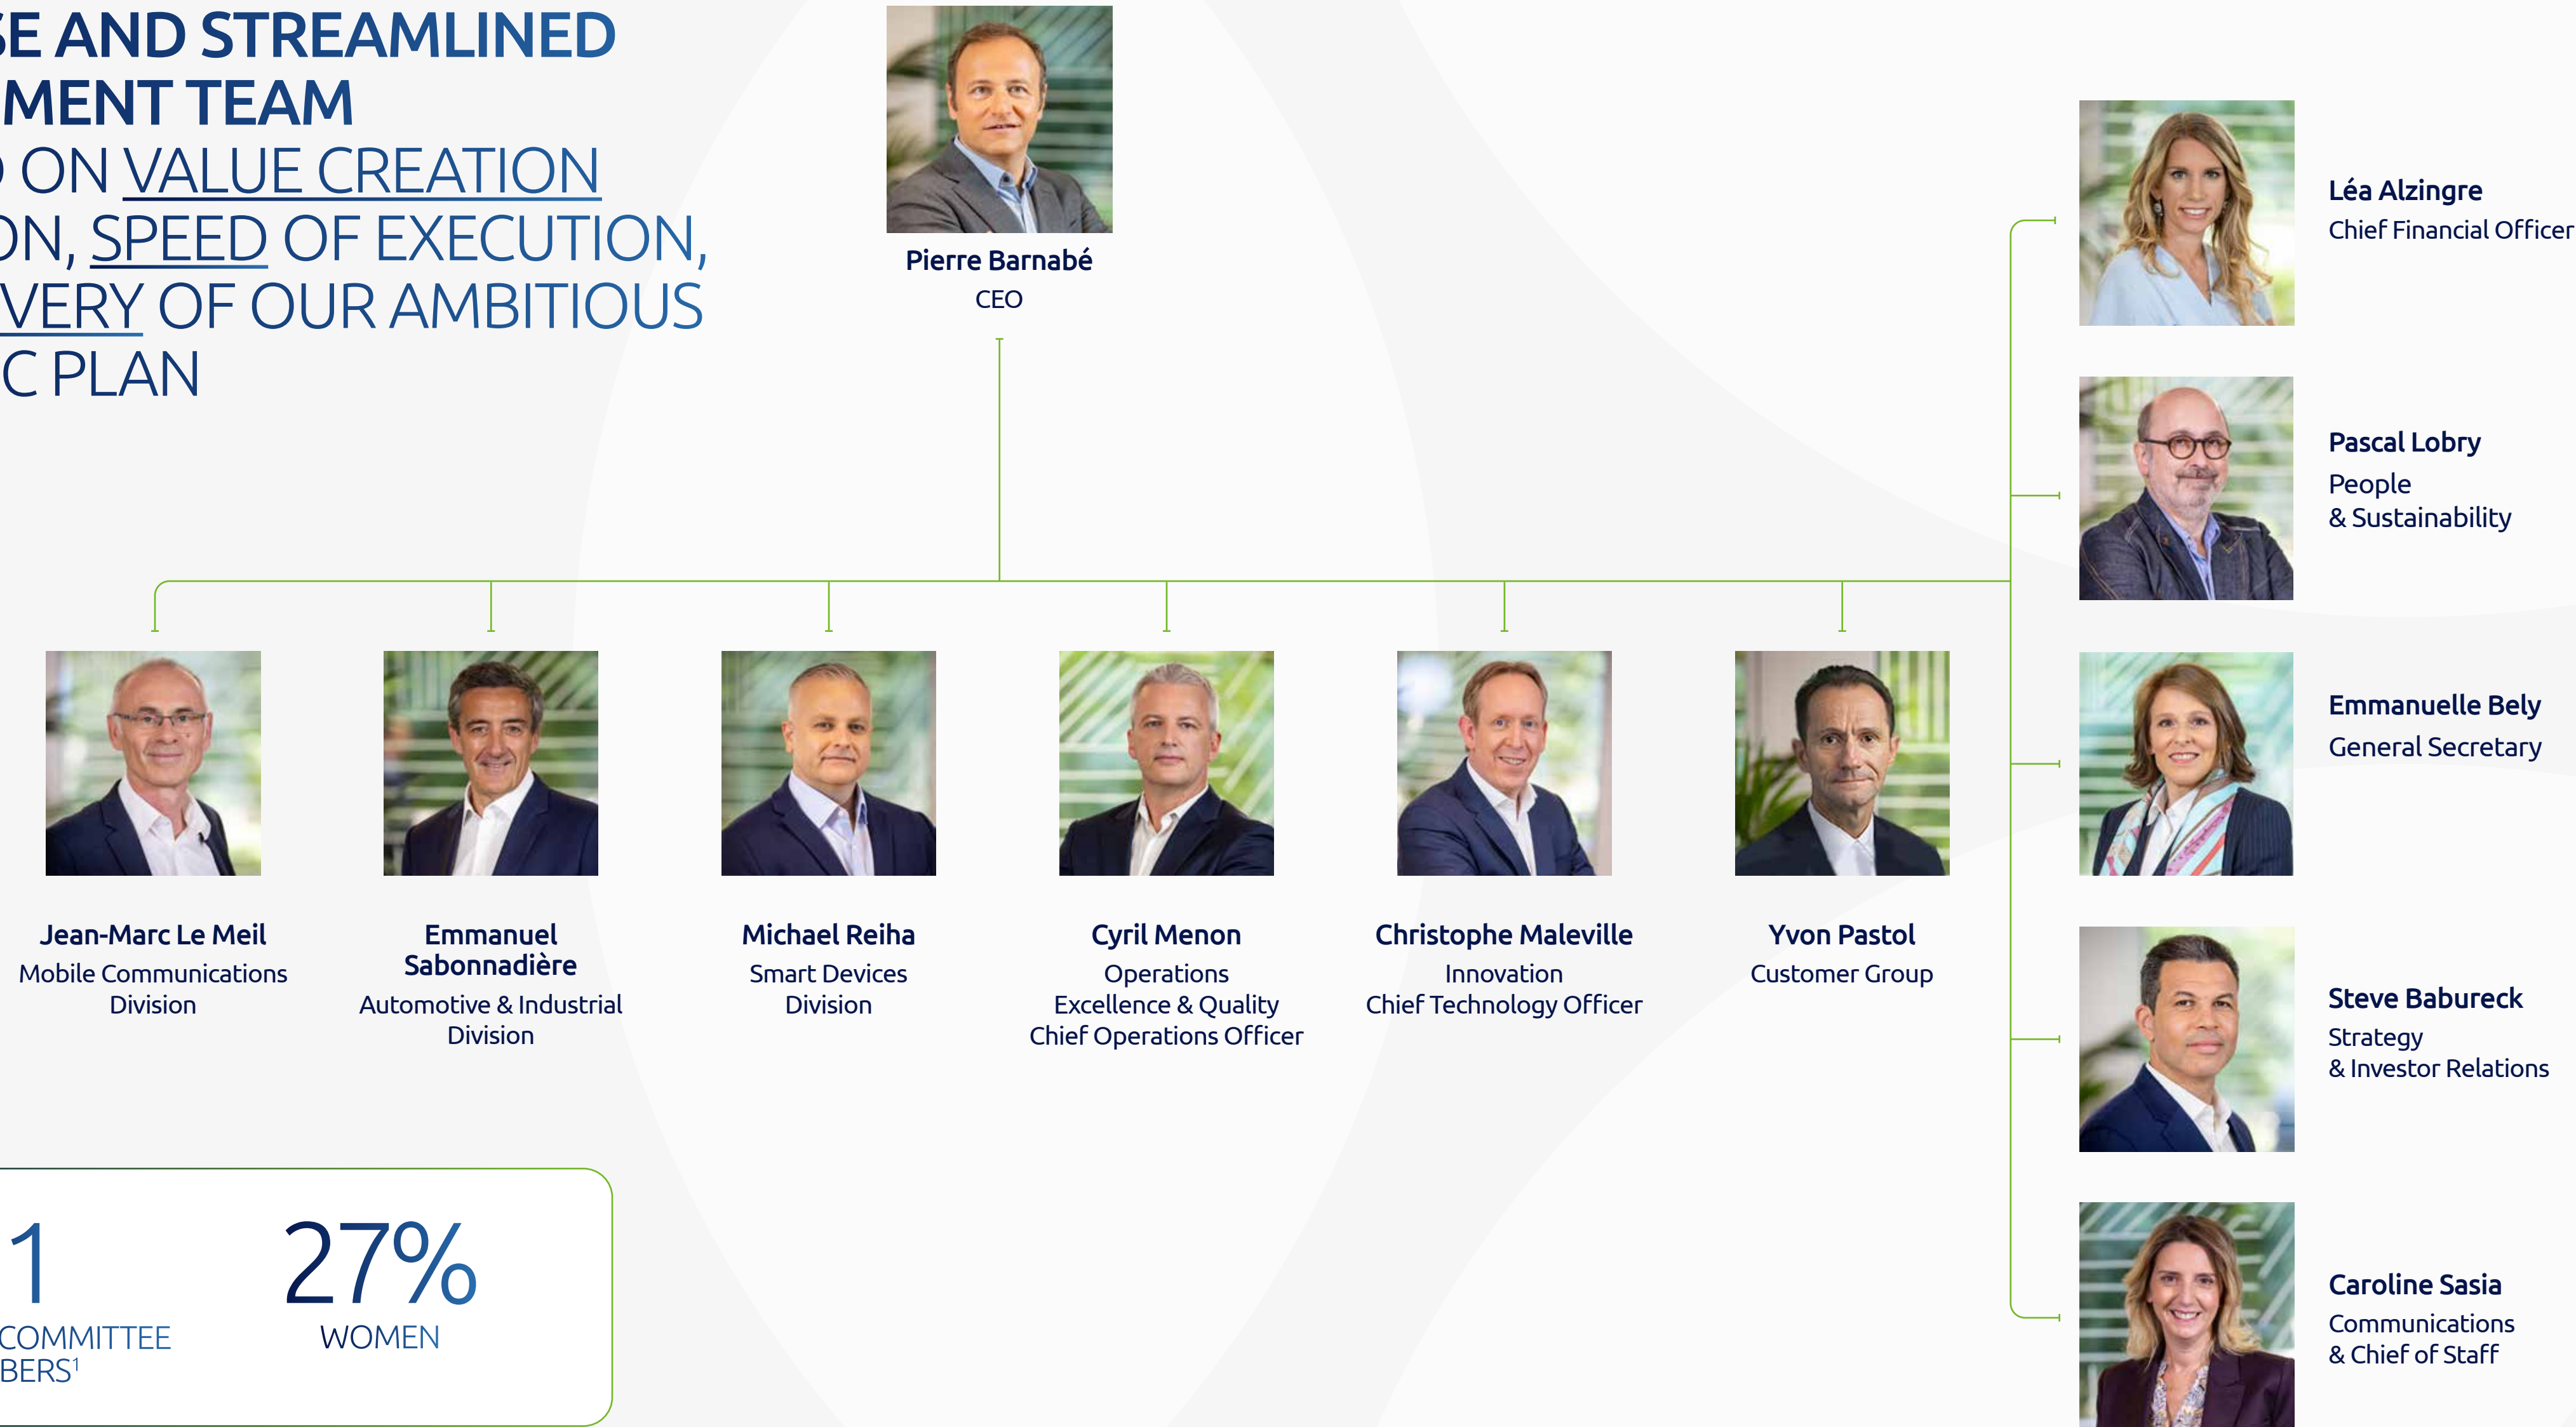 SE AND STREAMLINED
MENT TEAM
ON VALUE CREATION
ON, SPEED OF EXECUTION,
VERY OF OUR AMBITIOUS
C PLAN
Pierre Barnabé
CEO
Léa Alzingre
Chief Financial Officer
Pascal Lobry
People
& Sustainability
Emmanuelle Bely
General Secretary
Steve Babureck
Strategy
& Investor Relations
Caroline Sasia
Communications
& Chief of Staff
Jean-Marc Le Meil
Mobile Communications
Division
Emmanuel
Sabonnadière
Automotive & Industrial
Division
Michael Reiha
Smart Devices
Division
Cyril Menon
Operations
Excellence & Quality
Chief Operations Officer
Christophe Maleville
Innovation
Chief Technology Officer
Yvon Pastol
Customer Group
1
COMMITTEE
BERS¹
27%
WOMEN